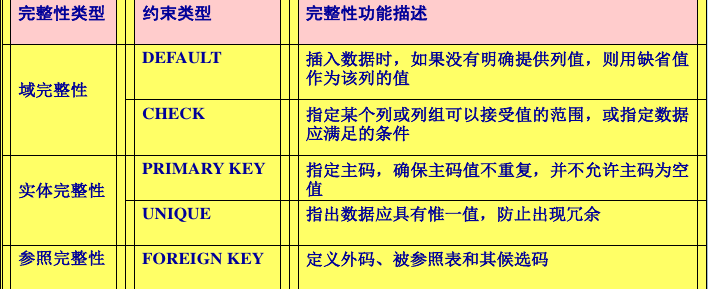 完整性类型 约束类型 完整性功能描述
域完整性
DEFAULT
插入数据时，如果没有明确提供列值，则用缺省值
作为该列的值
CHECK
指定某个列或列组可以接受值的范围，或指定数据
应满足的条件
实体完整性
PRIMARY KEY
指定主码，确保主码值不重复，并不允许主码为空
值
UNIQUE
指出数据应具有惟一值，防止出现冗余
参照完整性 FOREIGN KEY 定义外码、被参照表和其候选码